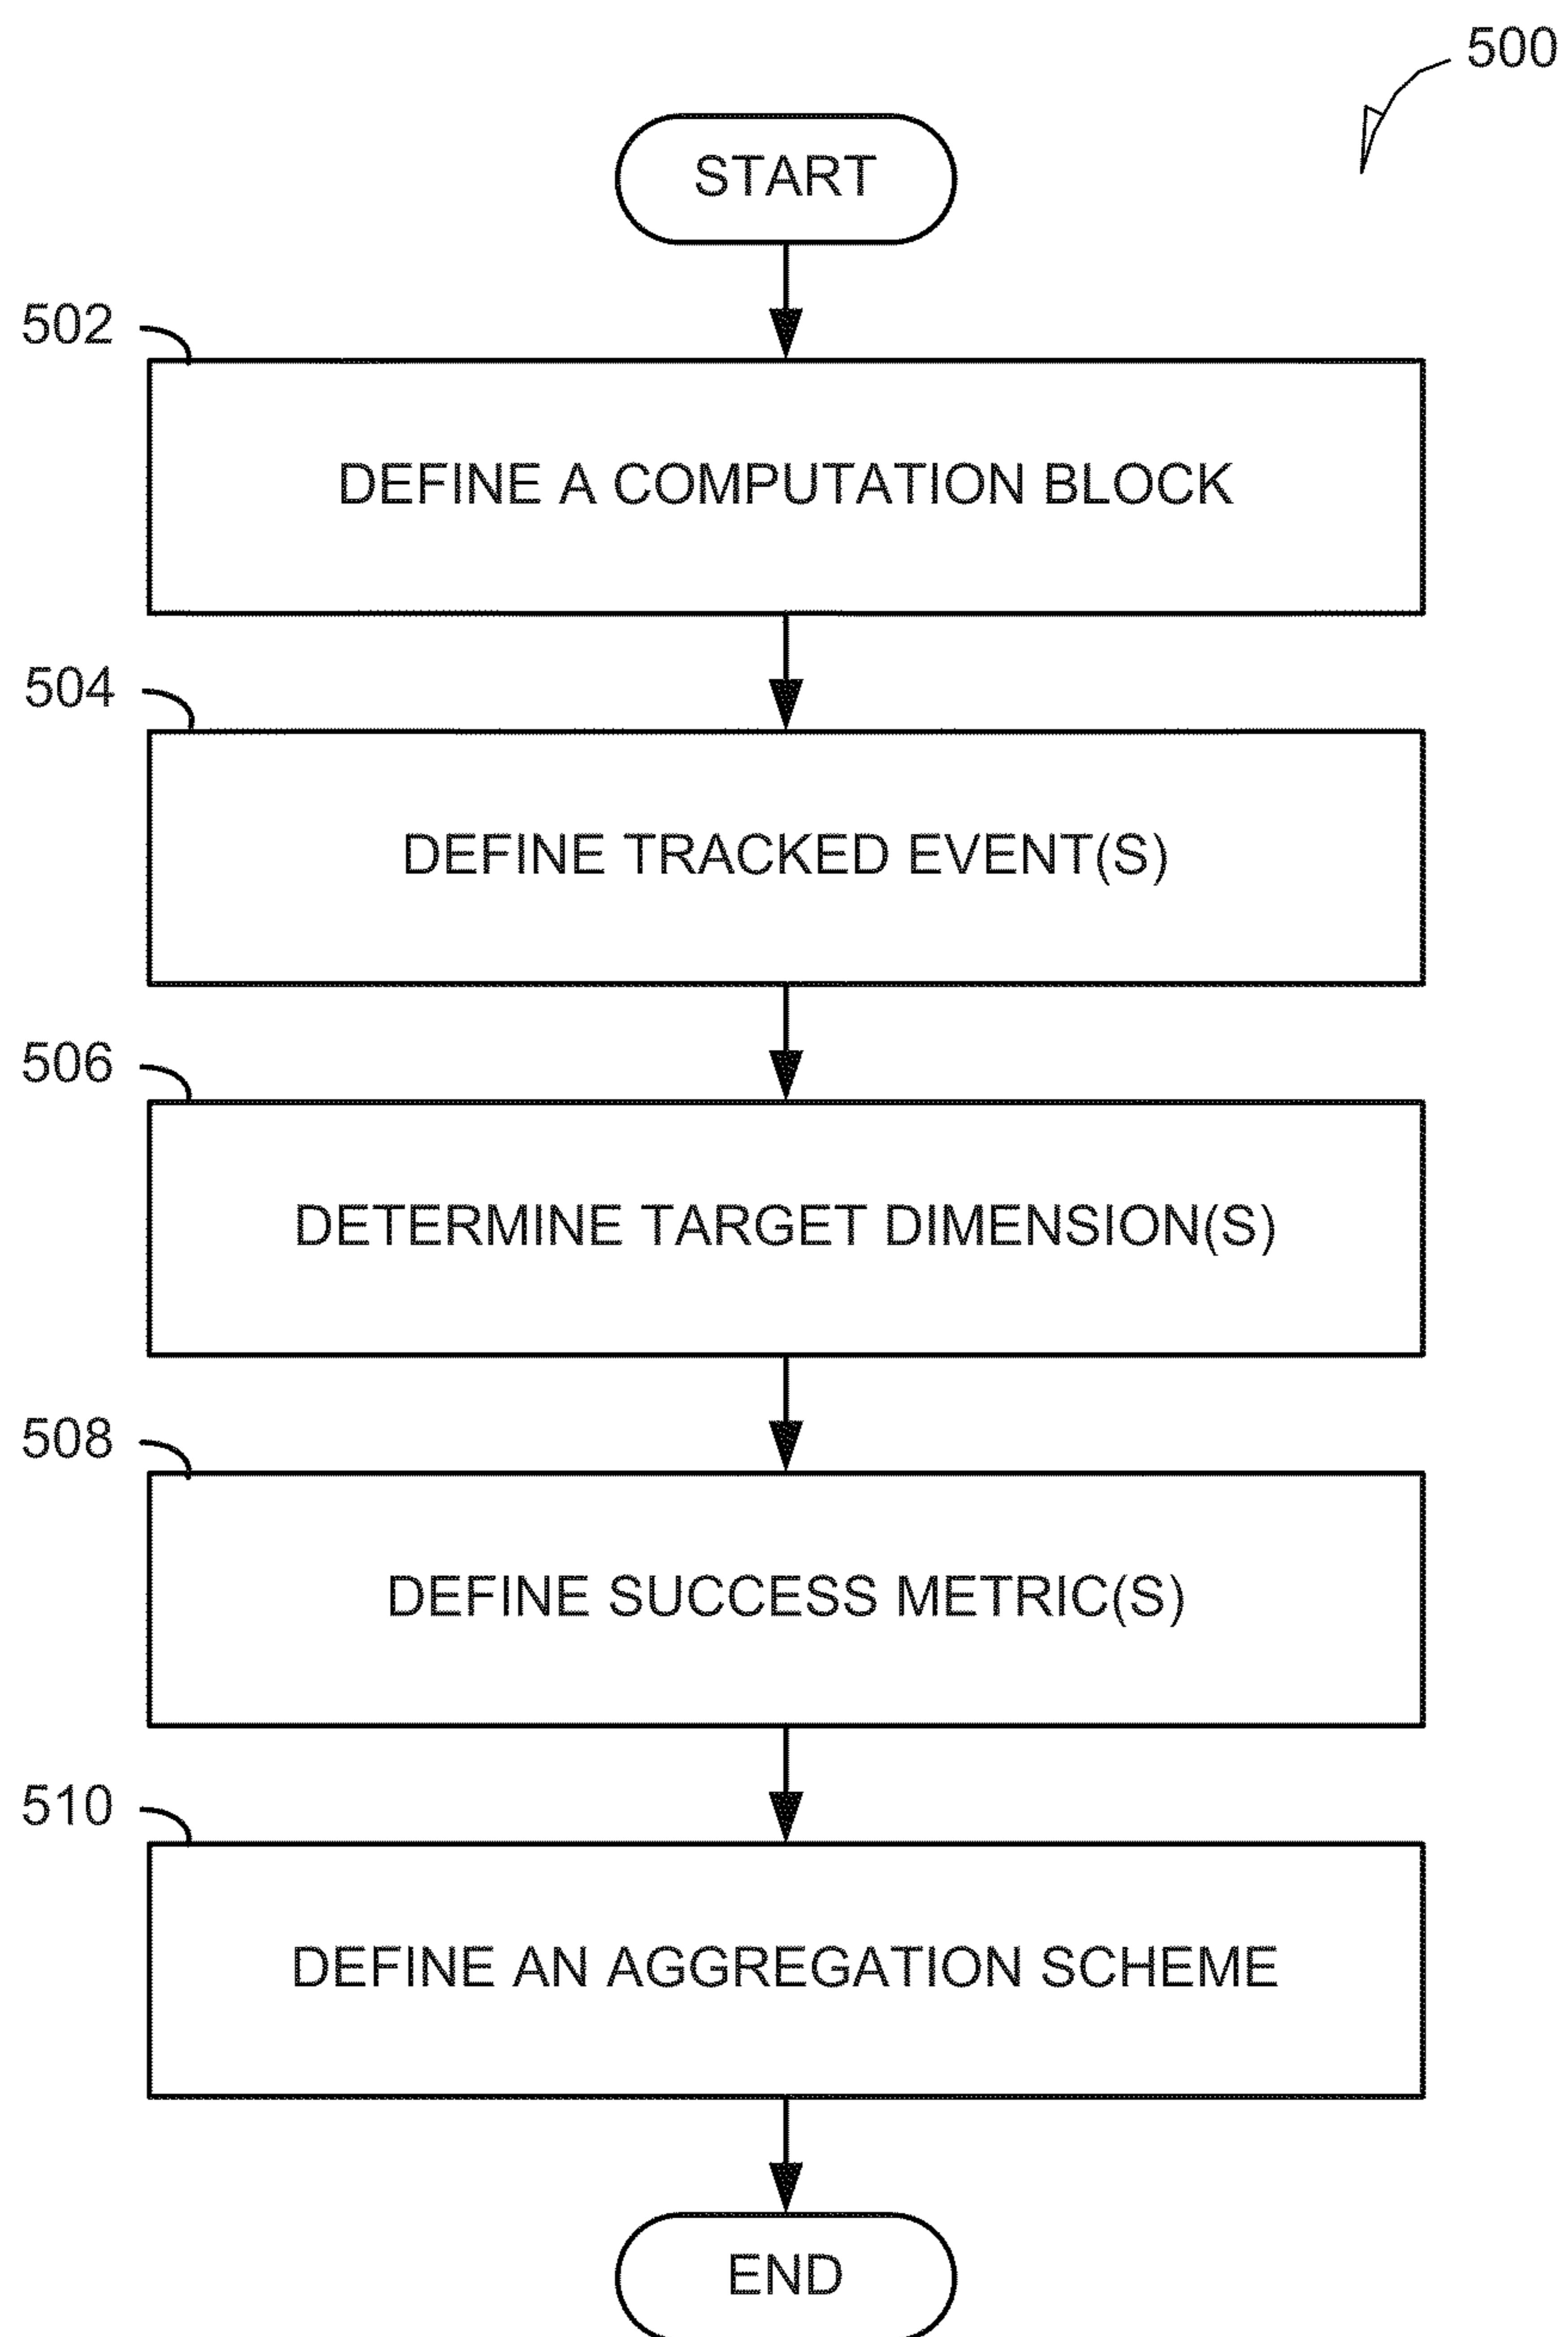 500
START
502
DEFINE A COMPUTATION BLOCK
504
DEFINE TRACKED EVENT(S)
506
DETERMINE TARGET DIMENSION(S)
508
DEFINE SUCCESS METRIC(S)
510
DEFINE AN AGGREGATION SCHEME
END